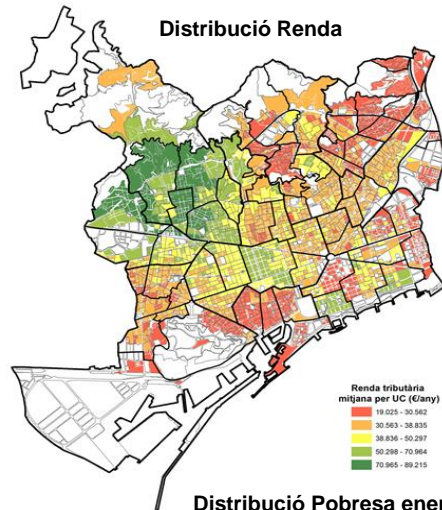 Distribució Renda
Renda tributària
mitjana per UC (€/any)
19.025 - 30.562
30.563 - 38.835
38.836 - 50.297
50.298 - 70.964
70.965 - 89.215
Distribució Pobresa ener